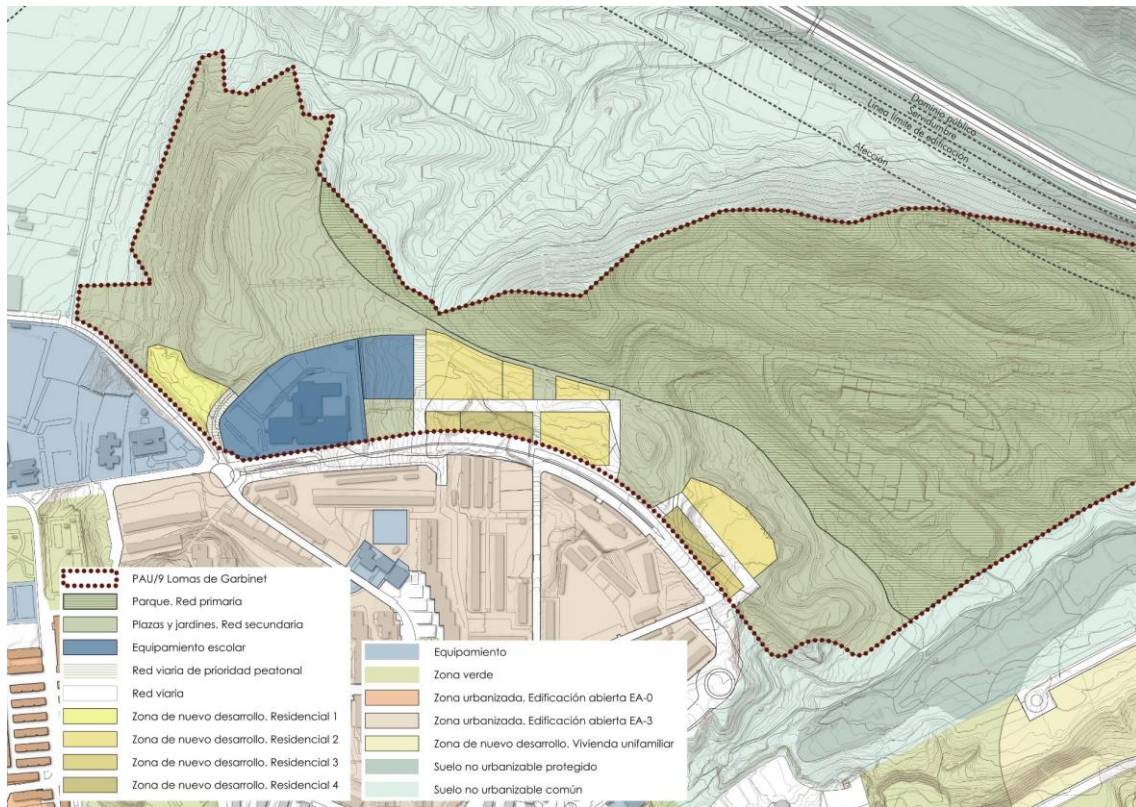 Dominio público
Servidumbre
Línea límite de edificación
Afección
PAU/9 Lomas de Garbinet
Parque. Red primaria
Plazas y jardines. Red secundaria
Equipamiento escolar
Red viaria de prioridad peatonal
Red viaria
Zona de nuevo desarrollo. Residencial 1
Zona de nuevo desarrollo. Residencial 2
Zona de nuevo desarrollo. Residencial 3
Zona de nuevo desarrollo. Residencial 4
Equipamiento
Zona verde
Zona urbanizada. Edificación abierta EA-0
Zona urbanizada. Edificación abierta EA-3
Zona de nuevo desarrollo. Vivienda unifamiliar
Suelo no urbanizable protegido
Suelo no urbanizable común